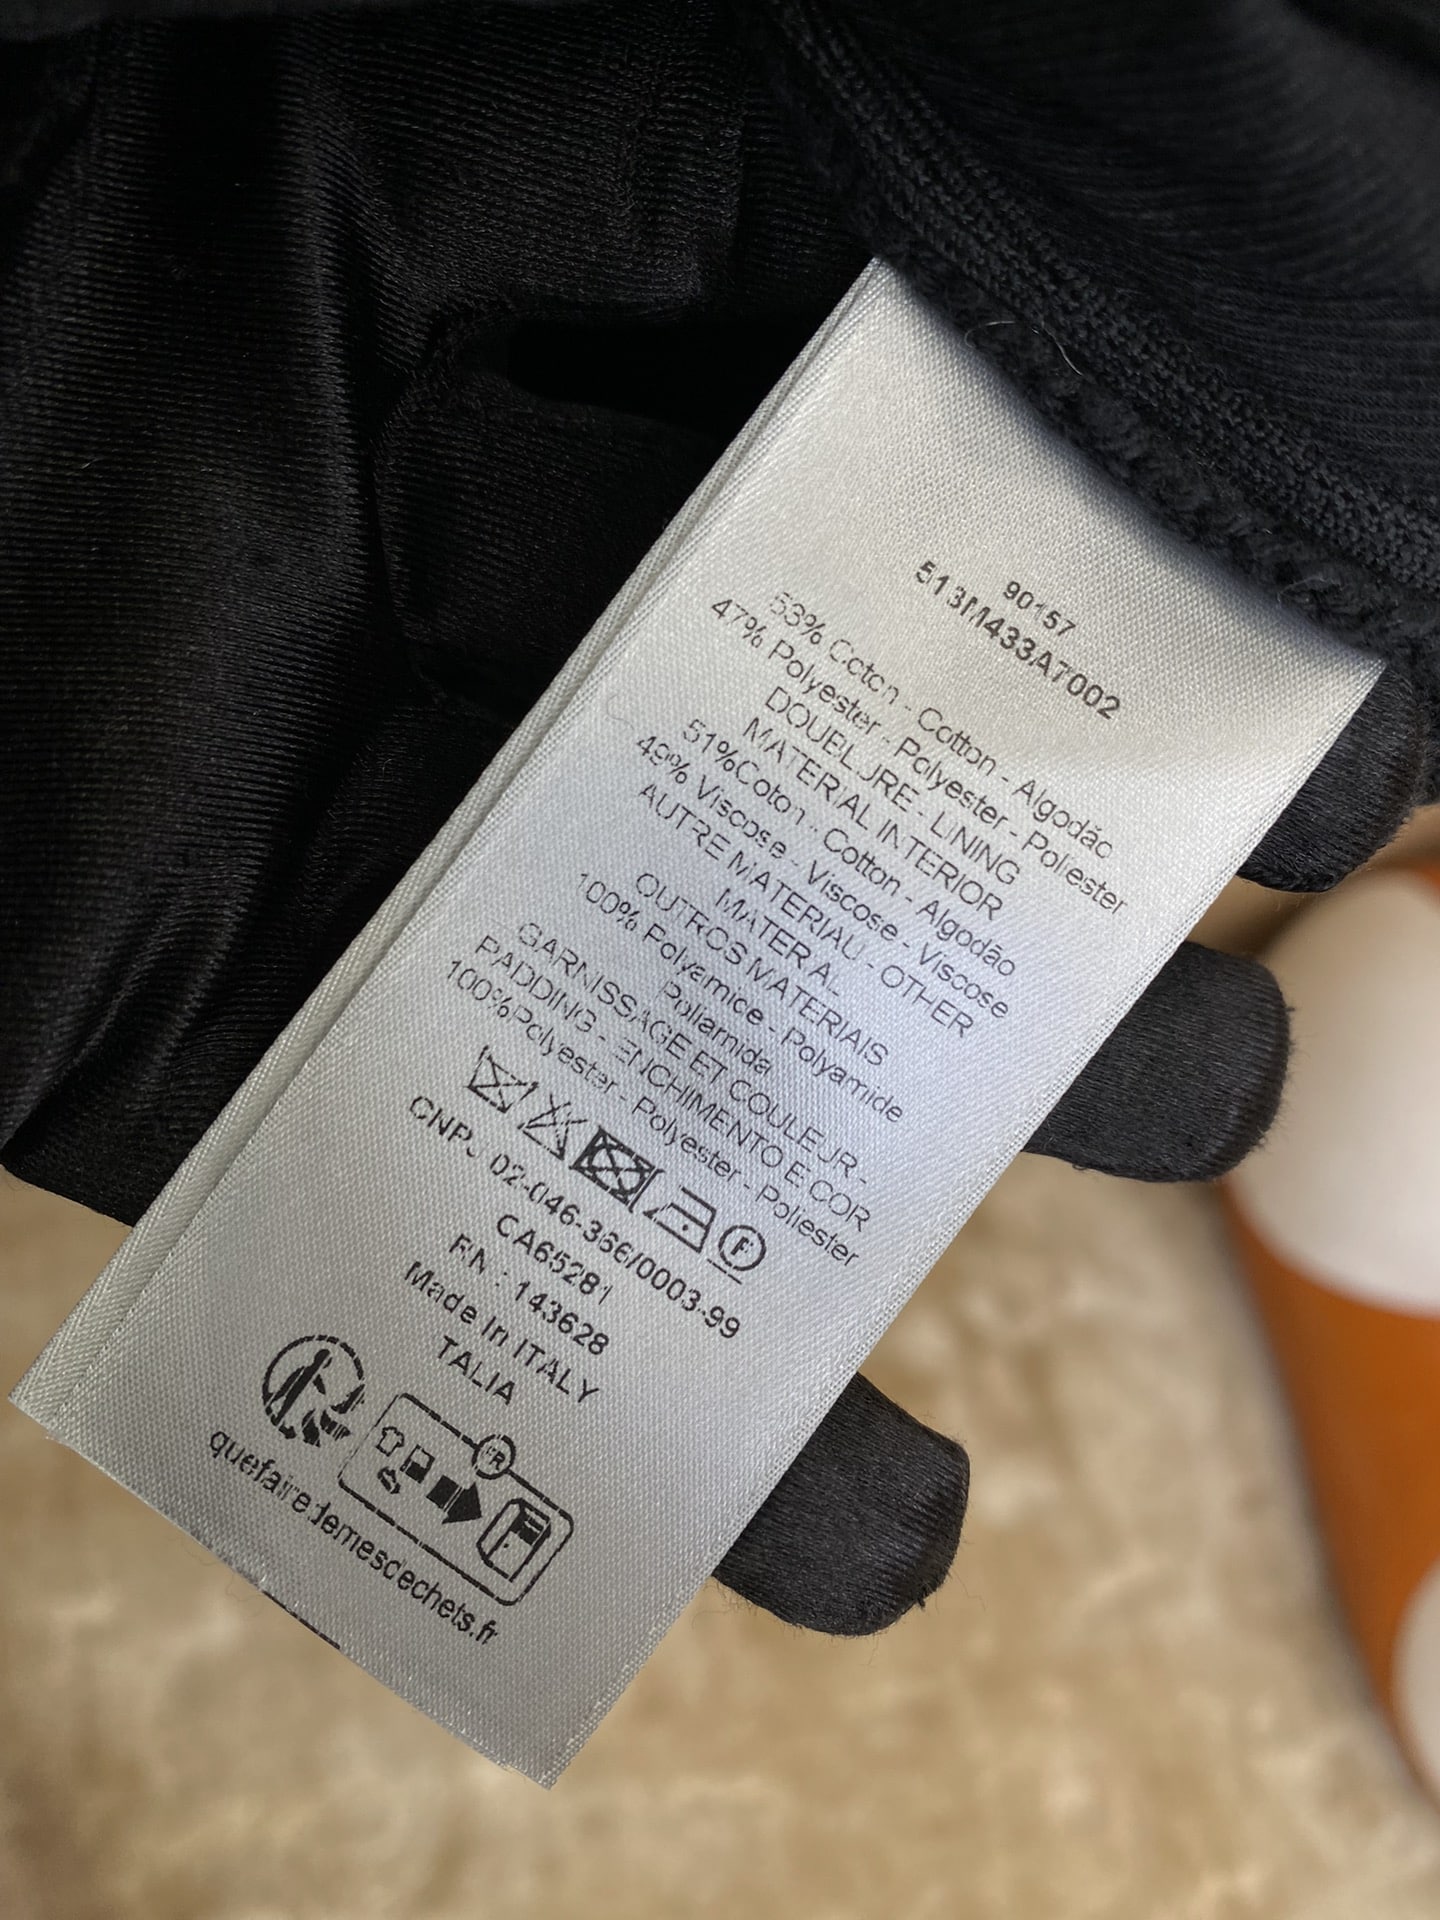 90157
513M433A7002
53% Coton - Cotton - Algodão
47% Polyester - Polyester - Poliester
DOUBLURE - LINING
MATERIAL INTERIOR
51%Coton - Cotton - Algodão
49% Viscose - Viscose - Viscose
AUTRE MATERIAU - OTHER
MATERIAL
OUTROS MATERIAIS
100% Polyamide - Polyamide
Poliamida
GARNISSAGE ET COULEUR -
PADDING - ENCHIMENTO E COR
100%Polyester - Polyester - Poliester
F
CNPJ 02-046-366/0003-99
CA65281
RN : 143628
Made In ITALY
TALIA
FR
quefairedemesdechets.fr